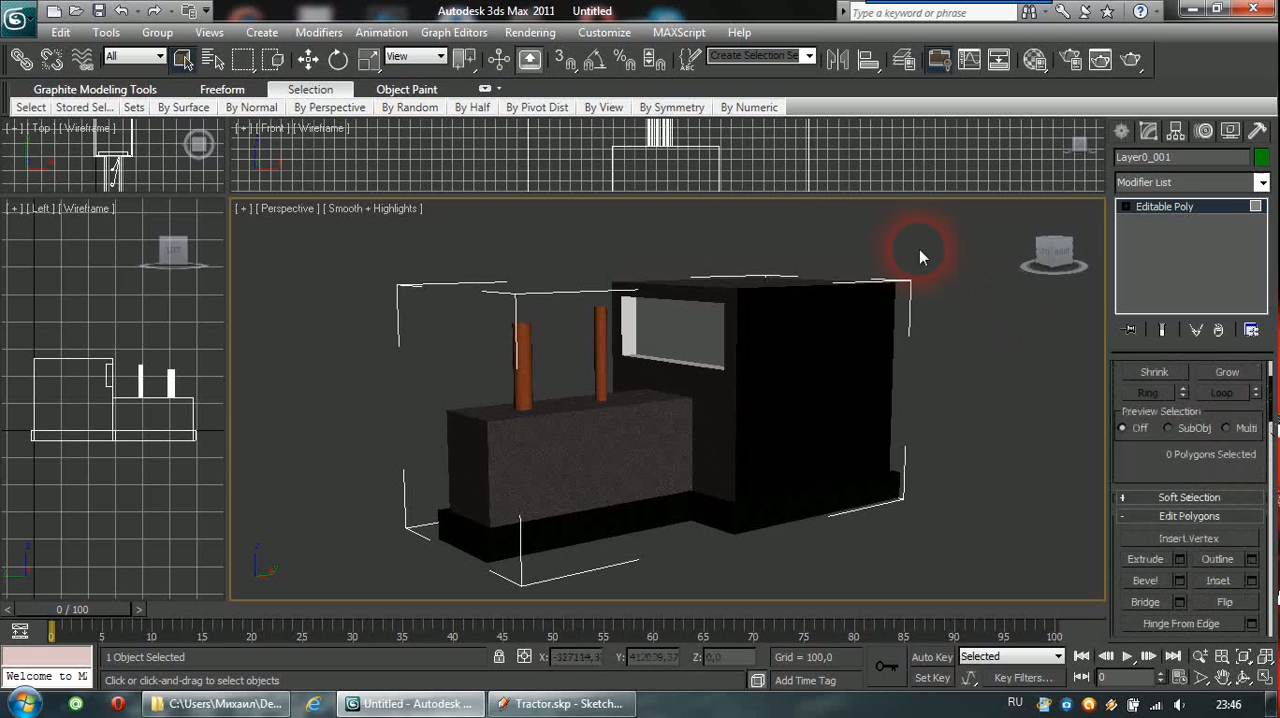 Autodesk 3ds Max 2011 Untitled
Type a keyword or phrase
Edit Tools Group Views Create Modifiers Animation Graph Editors Rendering Customize MAXScript Help
All View Create Selection Se
Graphite Modeling Tools Freeform Selection Object Paint
Select Stored Sel... Sets By Surface By Normal By Perspective By Random By Half By Pivot Dist By View By Symmetry By Numeric
[ + ] [ Top ] [ Wireframe ]
[ + ] [ Front ] [ Wireframe ]
Layer0_001
Modifier List
[ + ] [ Left ] [ Wireframe ]
[ + ] [ Perspective ] [ Smooth + Highlights ]
Editable Poly
LEFT
Shrink Grow
Ring Loop
Preview Selection
Off SubObj Multi
0 Polygons Selected
+ Soft Selection
- Edit Polygons
Insert Vertex
Extrude Outline
Bevel Inset
Bridge Flip
Hinge From Edge
< 0 / 100 >
0 5 10 15 20 25 30 35 40 45 50 55 60 65 70 75 80 85 90 95 100
1 Object Selected X: Y: Z: 0,0 Grid = 100,0 Auto Key Selected
Welcome to MA Click or click-and-drag to select objects Add Time Tag Set Key Key Filters... 0
C:\Users\Михаил\De... Untitled - Autodesk ... Tractor.skp - Sketch... RU 23:46